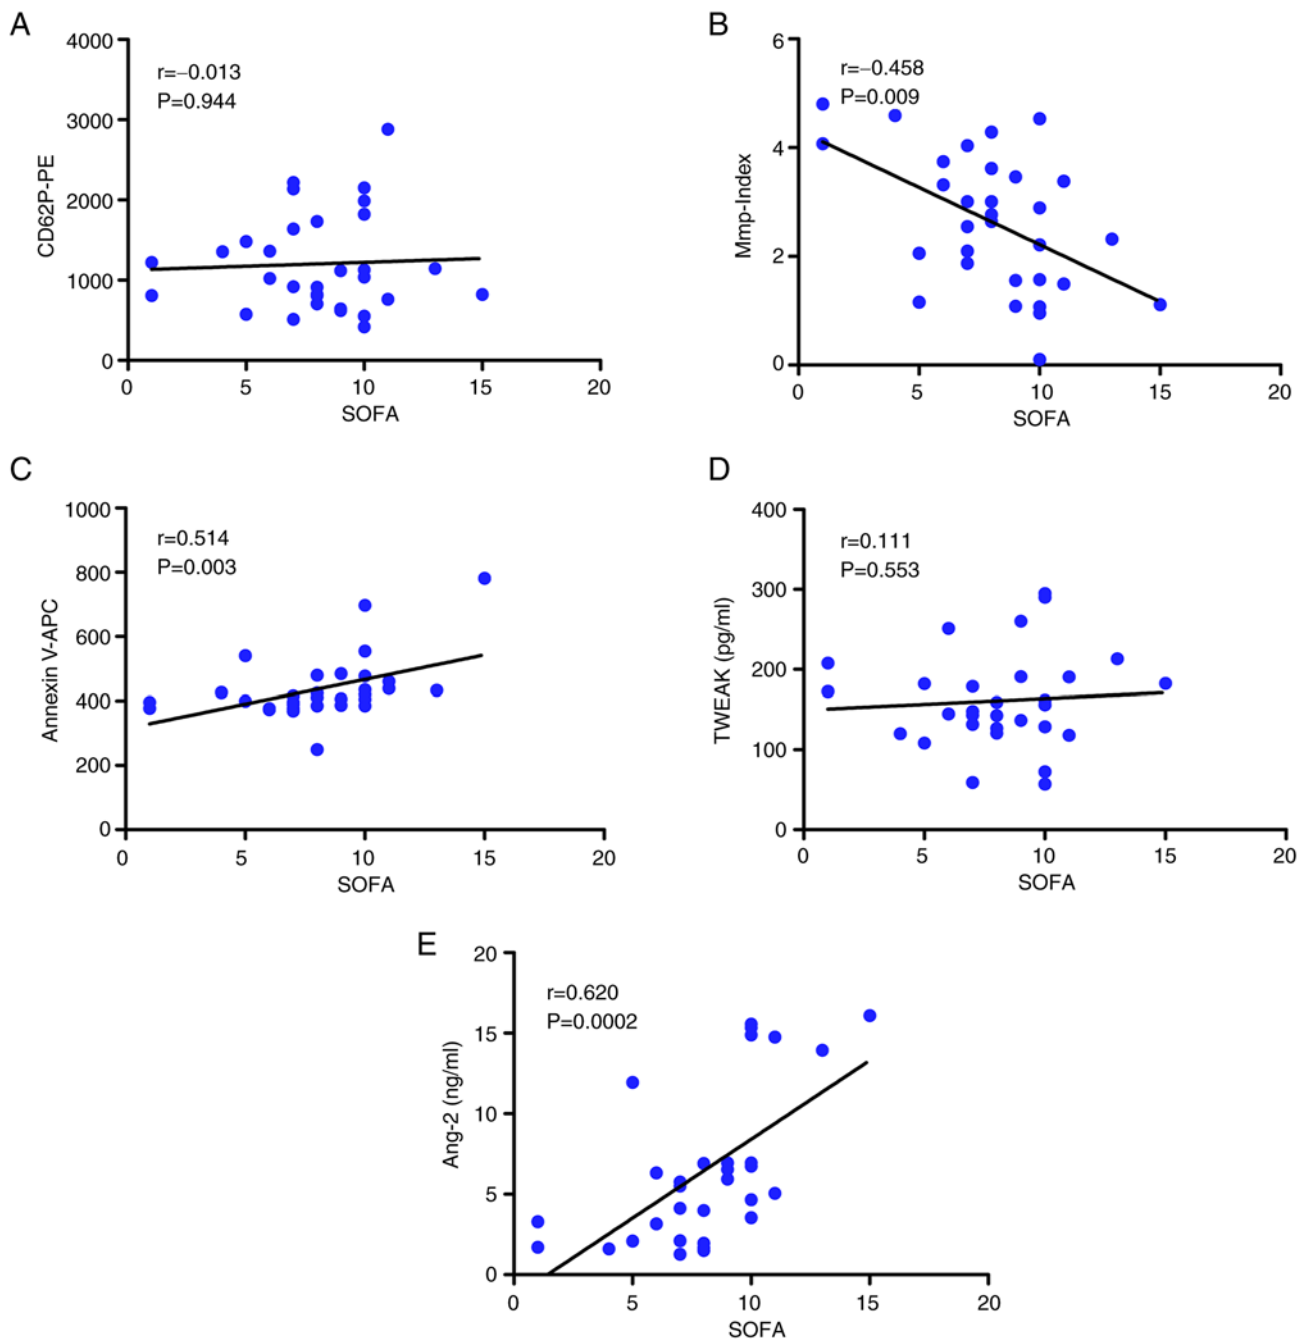 A
4000
3000
2000
1000
0
CD62P-PE
r=−0.013
P=0.944
0 5 10 15 20
SOFA
B
6
4
2
0
Mmp-Index
r=−0.458
P=0.009
0 5 10 15 20
SOFA
C
1000
800
600
400
200
0
Annexin V-APC
r=0.514
P=0.003
0 5 10 15 20
SOFA
D
400
300
200
100
0
TWEAK (pg/ml)
r=0.111
P=0.553
0 5 10 15 20
SOFA
E
20
15
10
5
0
Ang-2 (ng/ml)
r=0.620
P=0.0002
0 5 10 15 20
SOFA